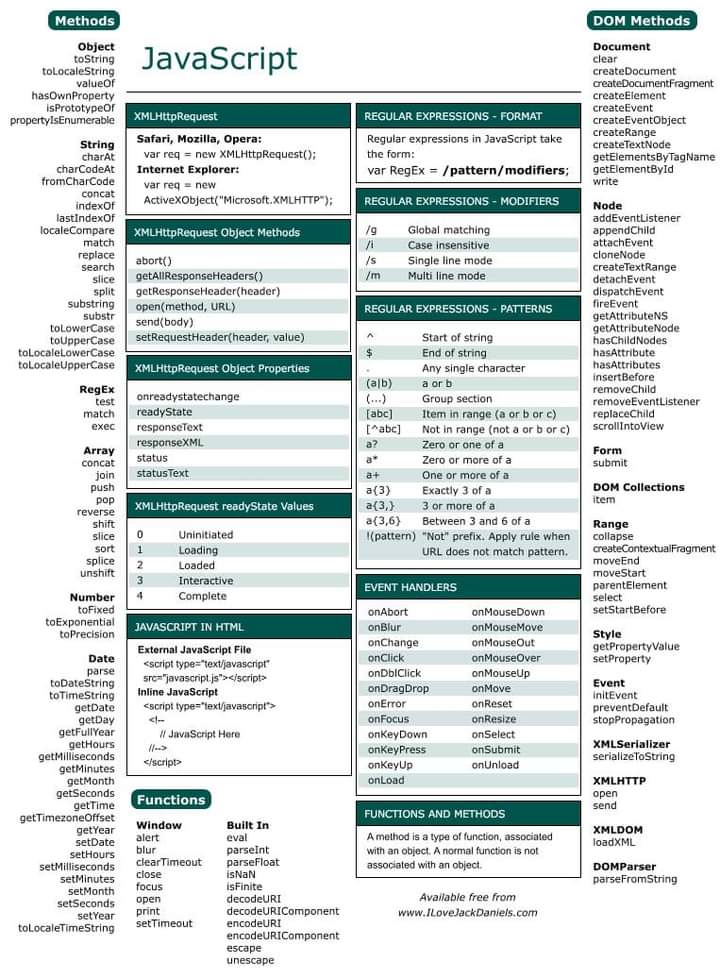 Methods
Object
toString
toLocaleString
valueOf
hasOwnProperty
isPrototypeOf
propertyIsEnumerable
String
charAt
charCodeAt
fromCharCode
concat
indexOf
lastIndexOf
localeCompare
match
replace
search
slice
split
substring
substr
toLowerCase
toUpperCase
toLocaleLowerCase
toLocaleUpperCase
RegEx
test
match
exec
Array
concat
join
push
pop
reverse
shift
slice
sort
splice
unshift
Number
toFixed
toExponential
toPrecision
Date
parse
toDateString
toTimeString
getDate
getDay
getFullYear
getHours
getMilliseconds
getMinutes
getMonth
getSeconds
getTime
getTimezoneOffset
getYear
setDate
setHours
setMilliseconds
setMinutes
setMonth
setSeconds
setYear
toLocaleTimeString
JavaScript
XMLHttpRequest
Safari, Mozilla, Opera:
var req = new XMLHttpRequest();
Internet Explorer:
var req = new
ActiveXObject("Microsoft.XMLHTTP");
XMLHttpRequest Object Methods
abort()
getAllResponseHeaders()
getResponseHeader(header)
open(method, URL)
send(body)
setRequestHeader(header, value)
XMLHttpRequest Object Properties
onreadystatechange
readyState
responseText
responseXML
status
statusText
XMLHttpRequest readyState Values
0 Uninitiated
1 Loading
2 Loaded
3 Interactive
4 Complete
JAVASCRIPT IN HTML
External JavaScript File
<script type="text/javascript"
src="javascript.js"></script>
Inline JavaScript
<script type="text/javascript">
<!--
// JavaScript Here
//-->
</script>
Functions
Window
alert
blur
clearTimeout
close
focus
open
print
setTimeout
Built In
eval
parseInt
parseFloat
isNaN
isFinite
decodeURI
decodeURIComponent
encodeURI
encodeURIComponent
escape
unescape
REGULAR EXPRESSIONS - FORMAT
Regular expressions in JavaScript take
the form:
var RegEx = /pattern/modifiers;
REGULAR EXPRESSIONS - MODIFIERS
/g Global matching
/i Case insensitive
/s Single line mode
/m Multi line mode
REGULAR EXPRESSIONS - PATTERNS
^ Start of string
$ End of string
. Any single character
(a|b) a or b
(...) Group section
[abc] Item in range (a or b or c)
[^abc] Not in range (not a or b or c)
a? Zero or one of a
a* Zero or more of a
a+ One or more of a
a{3} Exactly 3 of a
a{3,} 3 or more of a
a{3,6} Between 3 and 6 of a
!(pattern) "Not" prefix. Apply rule when
URL does not match pattern.
EVENT HANDLERS
onAbort onMouseDown
onBlur onMouseMove
onChange onMouseOut
onClick onMouseOver
onDblClick onMouseUp
onDragDrop onMove
onError onReset
onFocus onResize
onKeyDown onSelect
onKeyPress onSubmit
onKeyUp onUnload
onLoad
FUNCTIONS AND METHODS
A method is a type of function, associated
with an object. A normal function is not
associated with an object.
Available free from
www.ILoveJackDaniels.com
DOM Methods
Document
clear
createDocument
createDocumentFragment
createElement
createEvent
createEventObject
createRange
createTextNode
getElementsByTagName
getElementById
write
Node
addEventListener
appendChild
attachEvent
cloneNode
createTextRange
detachEvent
dispatchEvent
fireEvent
getAttributeNS
getAttributeNode
hasChildNodes
hasAttribute
hasAttributes
insertBefore
removeChild
removeEventListener
replaceChild
scrollIntoView
Form
submit
DOM Collections
item
Range
collapse
createContextualFragment
moveEnd
moveStart
parentElement
select
setStartBefore
Style
getPropertyValue
setProperty
Event
initEvent
preventDefault
stopPropagation
XMLSerializer
serializeToString
XMLHTTP
open
send
XMLDOM
loadXML
DOMParser
parseFromString